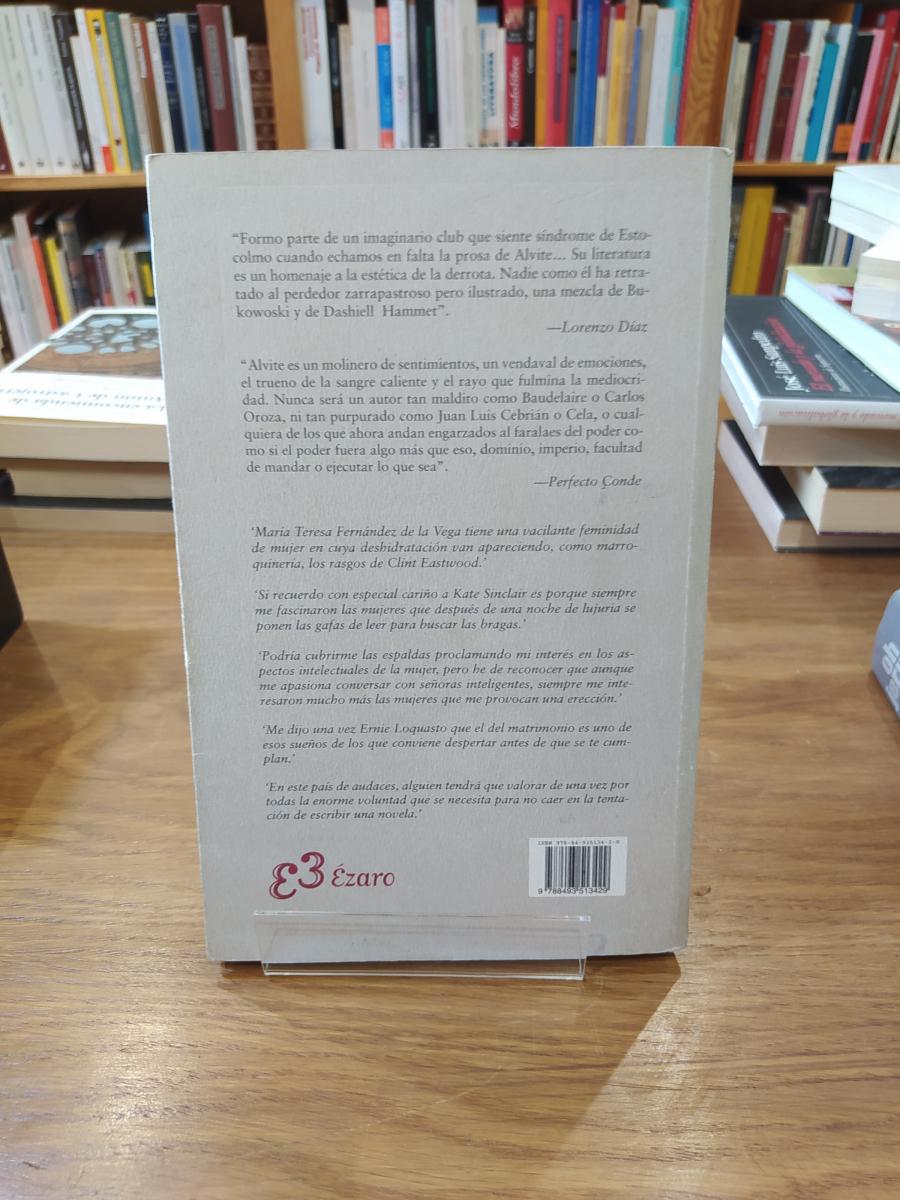 “Formo parte de un imaginario club que siente síndrome de Esto-
colmo cuando echamos en falta la prosa de Alvite... Su literatura
es un homenaje a la estética de la derrota. Nadie como él ha retra-
tado al perdedor zarrapastroso pero ilustrado, una mezcla de Bu-
kowoski y de Dashiell Hammet”.
—Lorenzo Díaz
“Alvite es un molinero de sentimientos, un vendaval de emociones,
el trueno de la sangre caliente y el rayo que fulmina la mediocri-
dad. Nunca será un autor tan maldito como Baudelaire o Carlos
Oroza, ni tan purpurado como Juan Luis Cebrián o Cela, o cual-
quiera de los que ahora andan engarzados al faralaes del poder co-
mo si el poder fuera algo más que eso, dominio, imperio, facultad
de mandar o ejecutar lo que sea”.
—Perfecto Conde
‘María Teresa Fernández de la Vega tiene una vacilante feminidad
de mujer en cuya deshidratación van apareciendo, como marro-
quinería, los rasgos de Clint Eastwood.’
‘Si recuerdo con especial cariño a Kate Sinclair es porque siempre
me fascinaron las mujeres que después de una noche de lujuria se
ponen las gafas de leer para buscar las bragas.’
‘Podría cubrirme las espaldas proclamando mi interés en los as-
pectos intelectuales de la mujer, pero he de reconocer que aunque
me apasiona conversar con señoras inteligentes, siempre me inte-
resaron mucho más las mujeres que me provocan una erección.’
‘Me dijo una vez Ernie Loquasto que el del matrimonio es uno de
esos sueños de los que conviene despertar antes de que se te cum-
plan.’
‘En este país de audaces, alguien tendrá que valorar de una vez por
todas la enorme voluntad que se necesita para no caer en la tenta-
ción de escribir una novela.’
Ézaro
ISBN 978-84-935134-2-9
9 788493 513429
José Luis Sampedro